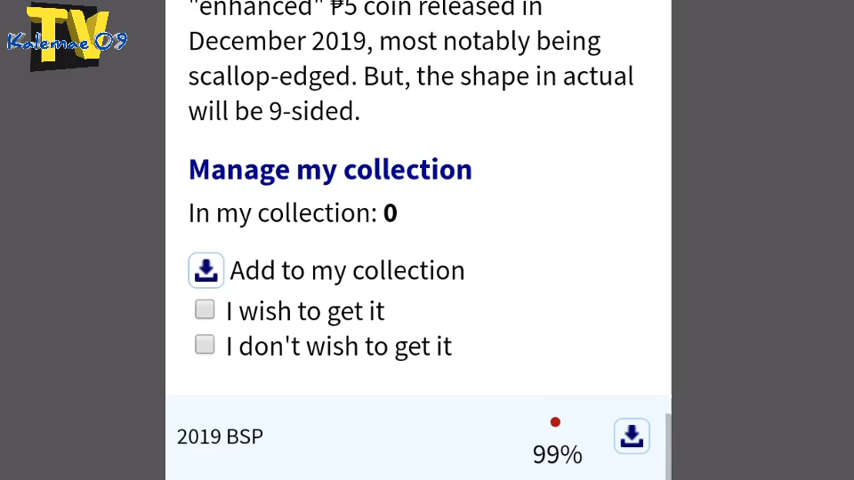 TV
Kalemae 09
"enhanced" ₱5 coin released in
December 2019, most notably being
scallop-edged. But, the shape in actual
will be 9-sided.
Manage my collection
In my collection: 0
Add to my collection
I wish to get it
I don't wish to get it
2019 BSP
99%